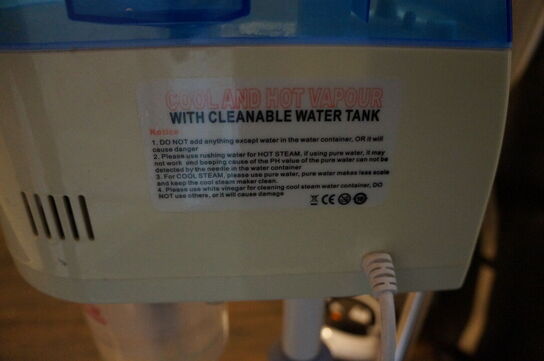 COOL AND HOT VAPOUR
WITH CLEANABLE WATER TANK
Notice
1. DO NOT add anything except water in the water container, OR it will
cause danger
2. Please use rushing water for HOT STEAM, if using pure water, it may
not work and beeping cause of the PH value of the pure water can not be
detected by the needle in the water container
3. For COOL STEAM, please use pure water, pure water makes less scale
and keep the cool steam maker clean.
4. Please use white vinegar for cleaning cool steam water container, DO
NOT use others, or it will cause damage
CE